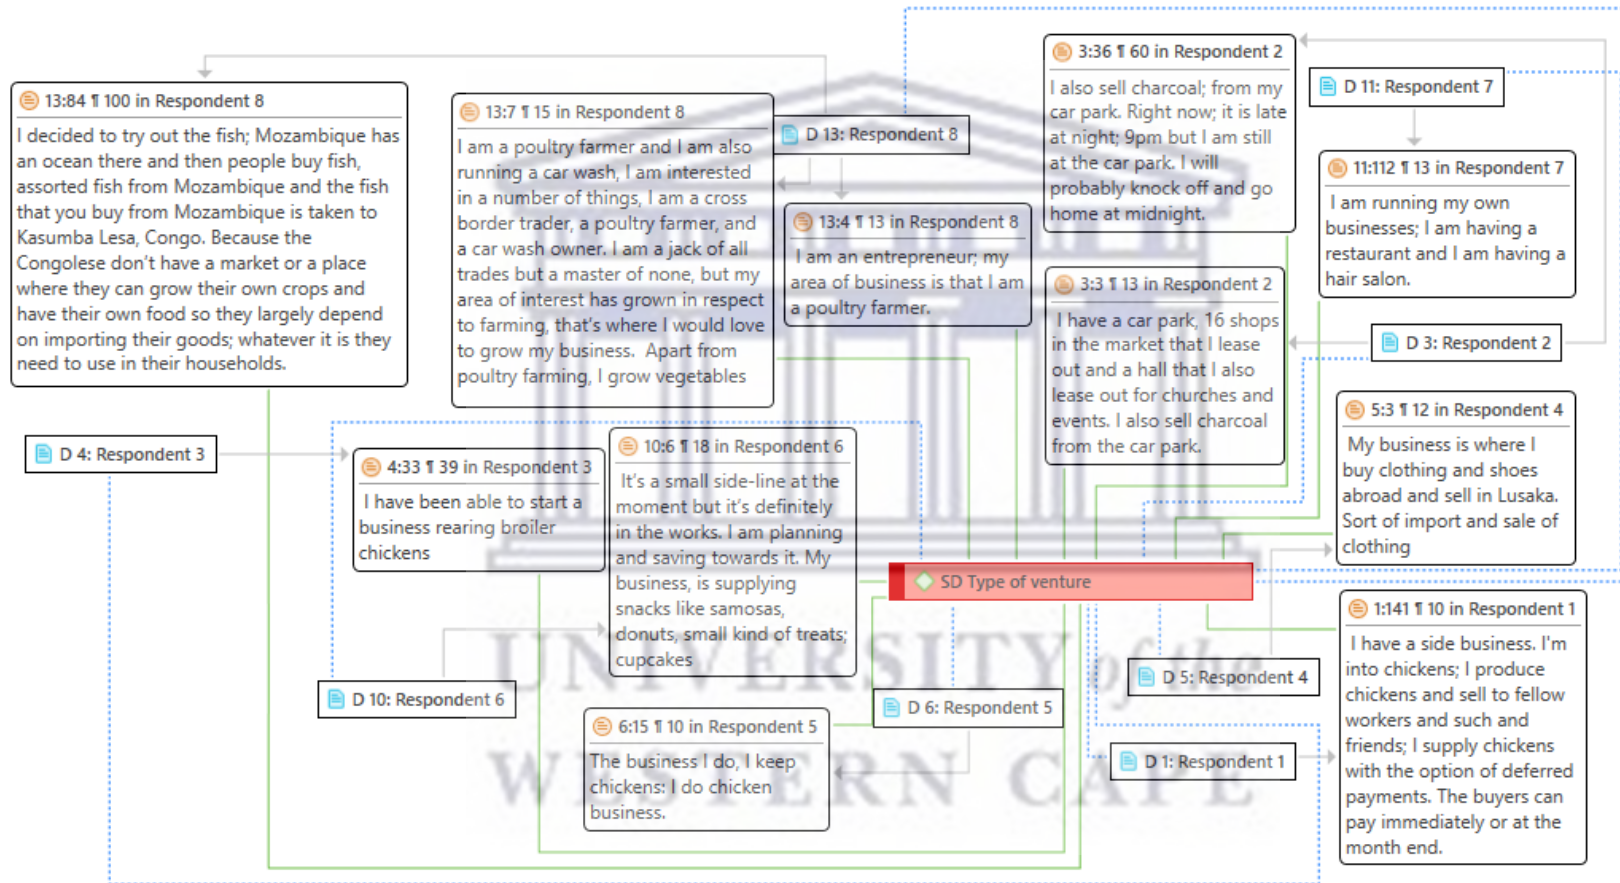 13:84 ¶ 100 in Respondent 8
I decided to try out the fish; Mozambique has
an ocean there and then people buy fish,
assorted fish from Mozambique and the fish
that you buy from Mozambique is taken to
Kasumba Lesa, Congo. Because the
Congolese don't have a market or a place
where they can grow their own crops and
have their own food so they largely depend
on importing their goods; whatever it is they
need to use in their households.
13:7 ¶ 15 in Respondent 8
I am a poultry farmer and I am also
running a car wash, I am interested
in a number of things, I am a cross
border trader, a poultry farmer, and
a car wash owner. I am a jack of all
trades but a master of none, but my
area of interest has grown in respect
to farming, that's where I would love
to grow my business. Apart from
poultry farming, I grow vegetables
D 13: Respondent 8
13:4 ¶ 13 in Respondent 8
I am an entrepreneur; my
area of business is that I am
a poultry farmer.
3:36 ¶ 60 in Respondent 2
I also sell charcoal; from my
car park. Right now; it is late
at night; 9pm but I am still
at the car park. I will
probably knock off and go
home at midnight.
D 11: Respondent 7
11:112 ¶ 13 in Respondent 7
I am running my own
businesses; I am having a
restaurant and I am having a
hair salon.
3:3 ¶ 13 in Respondent 2
I have a car park, 16 shops
in the market that I lease
out and a hall that I also
lease out for churches and
events. I also sell charcoal
from the car park.
D 3: Respondent 2
5:3 ¶ 12 in Respondent 4
My business is where I
buy clothing and shoes
abroad and sell in Lusaka.
Sort of import and sale of
clothing
D 4: Respondent 3
4:33 ¶ 39 in Respondent 3
I have been able to start a
business rearing broiler
chickens
10:6 ¶ 18 in Respondent 6
It's a small side-line at the
moment but it's definitely
in the works. I am planning
and saving towards it. My
business, is supplying
snacks like samosas,
donuts, small kind of treats;
cupcakes
SD Type of venture
1:141 ¶ 10 in Respondent 1
I have a side business. I'm
into chickens; I produce
chickens and sell to fellow
workers and such and
friends; I supply chickens
with the option of deferred
payments. The buyers can
pay immediately or at the
month end.
D 10: Respondent 6
D 6: Respondent 5
D 5: Respondent 4
6:15 ¶ 10 in Respondent 5
The business I do, I keep
chickens: I do chicken
business.
D 1: Respondent 1
UNIVERSITY of the
WESTERN CAPE